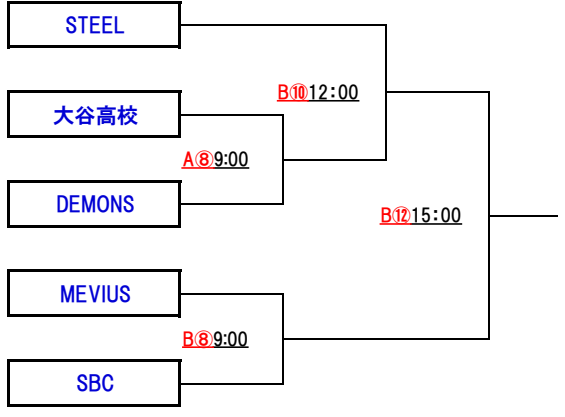 STEEL
B⑩12:00
大谷高校
A⑧9:00
DEMONS
B⑫15:00
MEVIUS
B⑧9:00
SBC